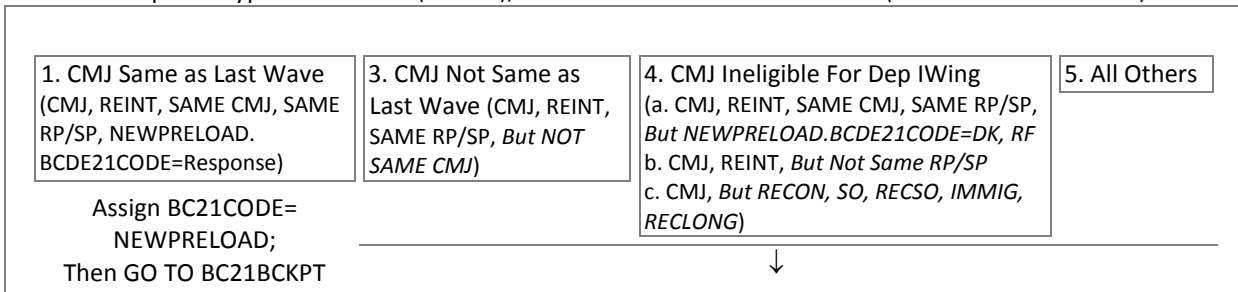 1. CMJ Same as Last Wave
(CMJ, REINT, SAME CMJ, SAME
RP/SP, NEWPRELOAD.
BCDE21CODE=Response)
Assign BC21CODE=
NEWPRELOAD;
Then GO TO BC21BCKPT
3. CMJ Not Same as
Last Wave (CMJ, REINT,
SAME RP/SP, But NOT
SAME CMJ)
4. CMJ Ineligible For Dep IWing
(a. CMJ, REINT, SAME CMJ, SAME RP/SP,
But NEWPRELOAD.BCDE21CODE=DK, RF
b. CMJ, REINT, But Not Same RP/SP
c. CMJ, But RECON, SO, RECSO, IMMIG,
RECLONG)
5. All Others
↓